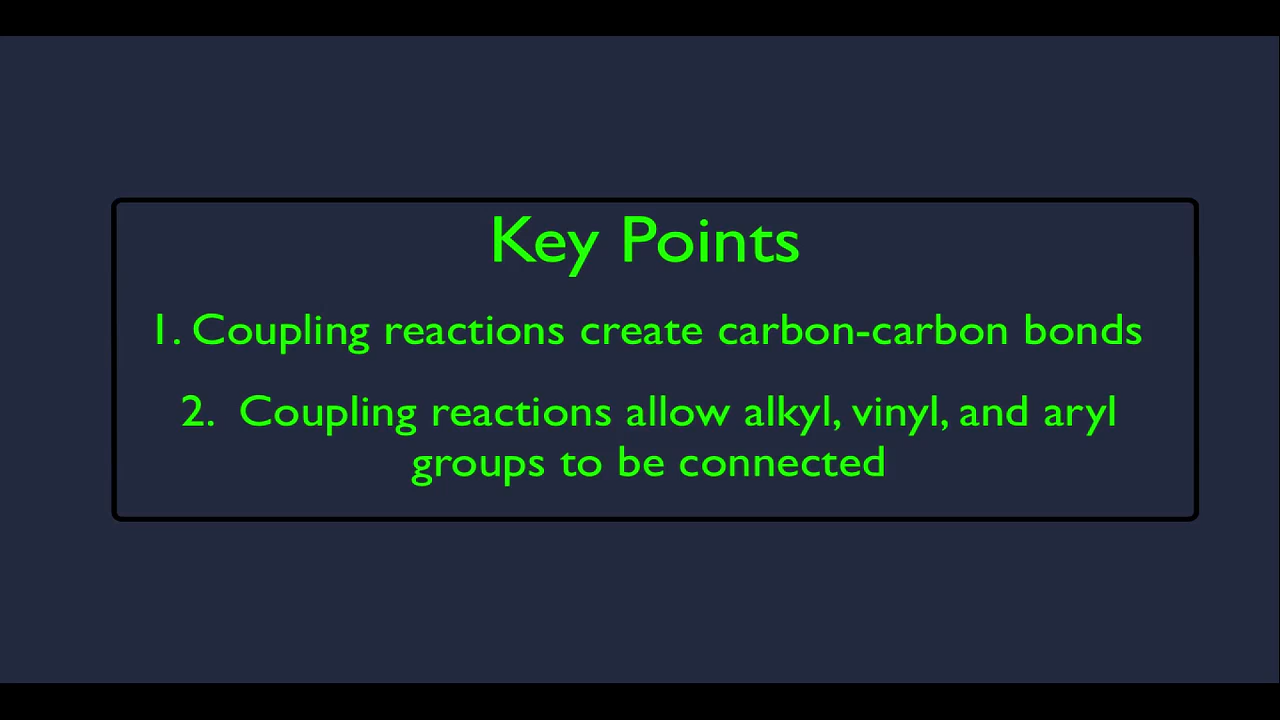 Key Points
1. Coupling reactions create carbon-carbon bonds
2. Coupling reactions allow alkyl, vinyl, and aryl
groups to be connected